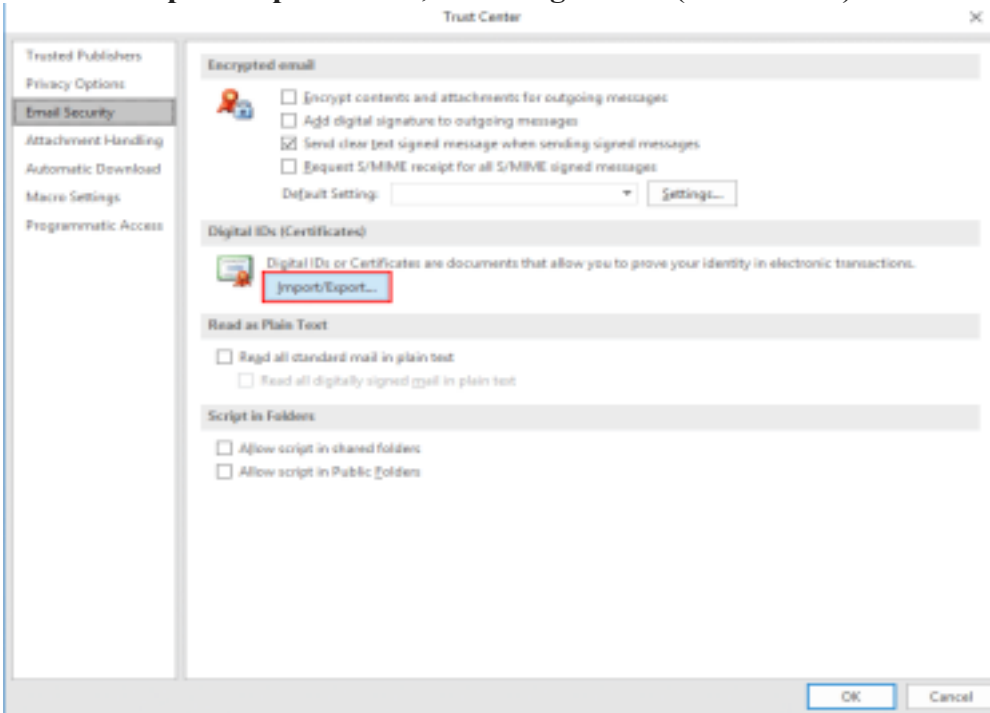 Trust Center
Trusted Publishers
Privacy Options
Email Security
Attachment Handling
Automatic Download
Macro Settings
Programmatic Access
Encrypted email
Encrypt contents and attachments for outgoing messages
Add digital signature to outgoing messages
Send clear text signed message when sending signed messages
Request S/MIME receipt for all S/MIME signed messages
Default Setting:
Settings...
Digital IDs (Certificates)
Digital IDs or Certificates are documents that allow you to prove your identity in electronic transactions.
Import/Export...
Read as Plain Text
Read all standard mail in plain text
Read all digitally signed mail in plain text
Script in Folders
Allow script in shared folders
Allow script in Public Folders
OK Cancel